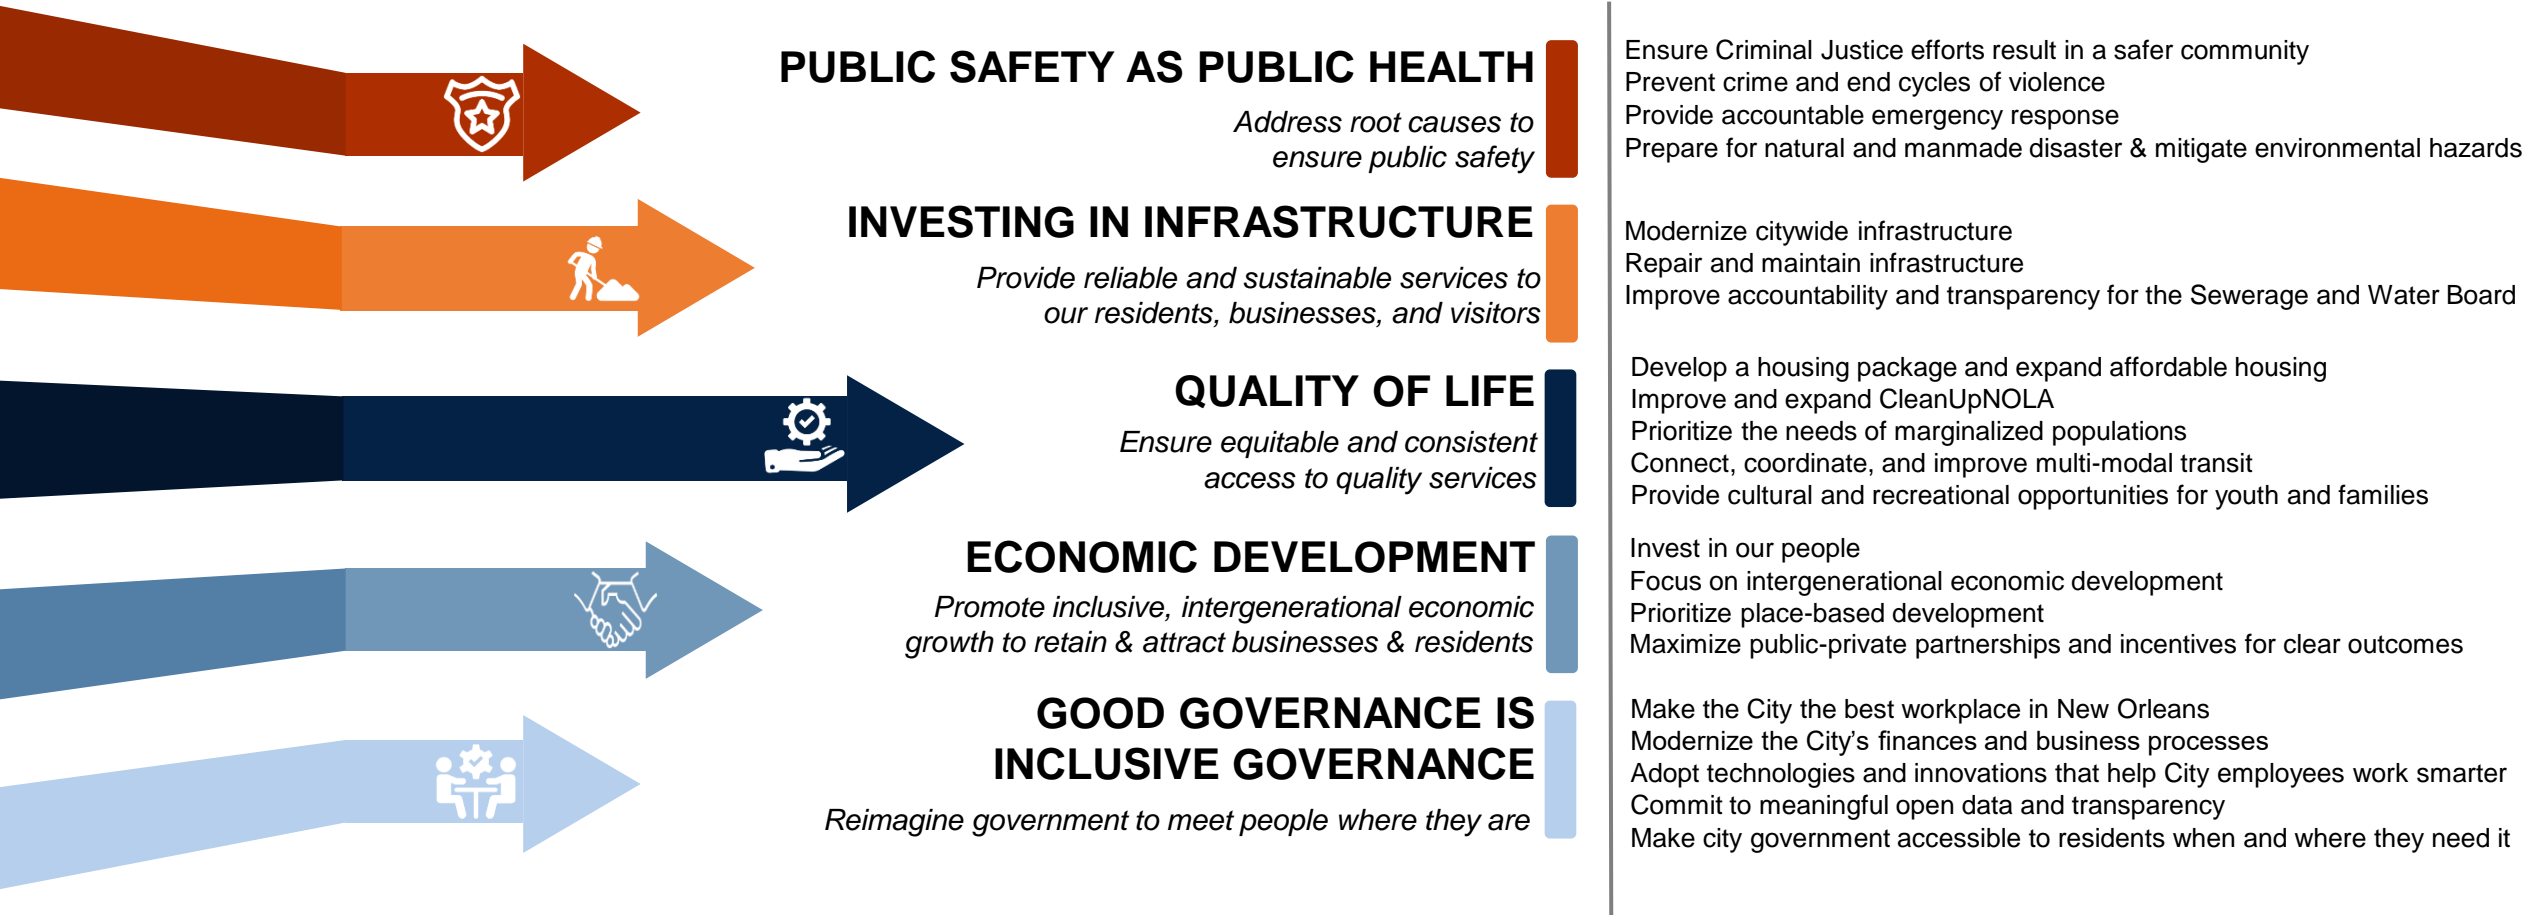 PUBLIC SAFETY AS PUBLIC HEALTH
Address root causes to
ensure public safety
Ensure Criminal Justice efforts result in a safer community
Prevent crime and end cycles of violence
Provide accountable emergency response
Prepare for natural and manmade disaster & mitigate environmental hazards
INVESTING IN INFRASTRUCTURE
Provide reliable and sustainable services to
our residents, businesses, and visitors
Modernize citywide infrastructure
Repair and maintain infrastructure
Improve accountability and transparency for the Sewerage and Water Board
QUALITY OF LIFE
Ensure equitable and consistent
access to quality services
Develop a housing package and expand affordable housing
Improve and expand CleanUpNOLA
Prioritize the needs of marginalized populations
Connect, coordinate, and improve multi-modal transit
Provide cultural and recreational opportunities for youth and families
ECONOMIC DEVELOPMENT
Promote inclusive, intergenerational economic
growth to retain & attract businesses & residents
Invest in our people
Focus on intergenerational economic development
Prioritize place-based development
Maximize public-private partnerships and incentives for clear outcomes
GOOD GOVERNANCE IS
INCLUSIVE GOVERNANCE
Reimagine government to meet people where they are
Make the City the best workplace in New Orleans
Modernize the City’s finances and business processes
Adopt technologies and innovations that help City employees work smarter
Commit to meaningful open data and transparency
Make city government accessible to residents when and where they need it